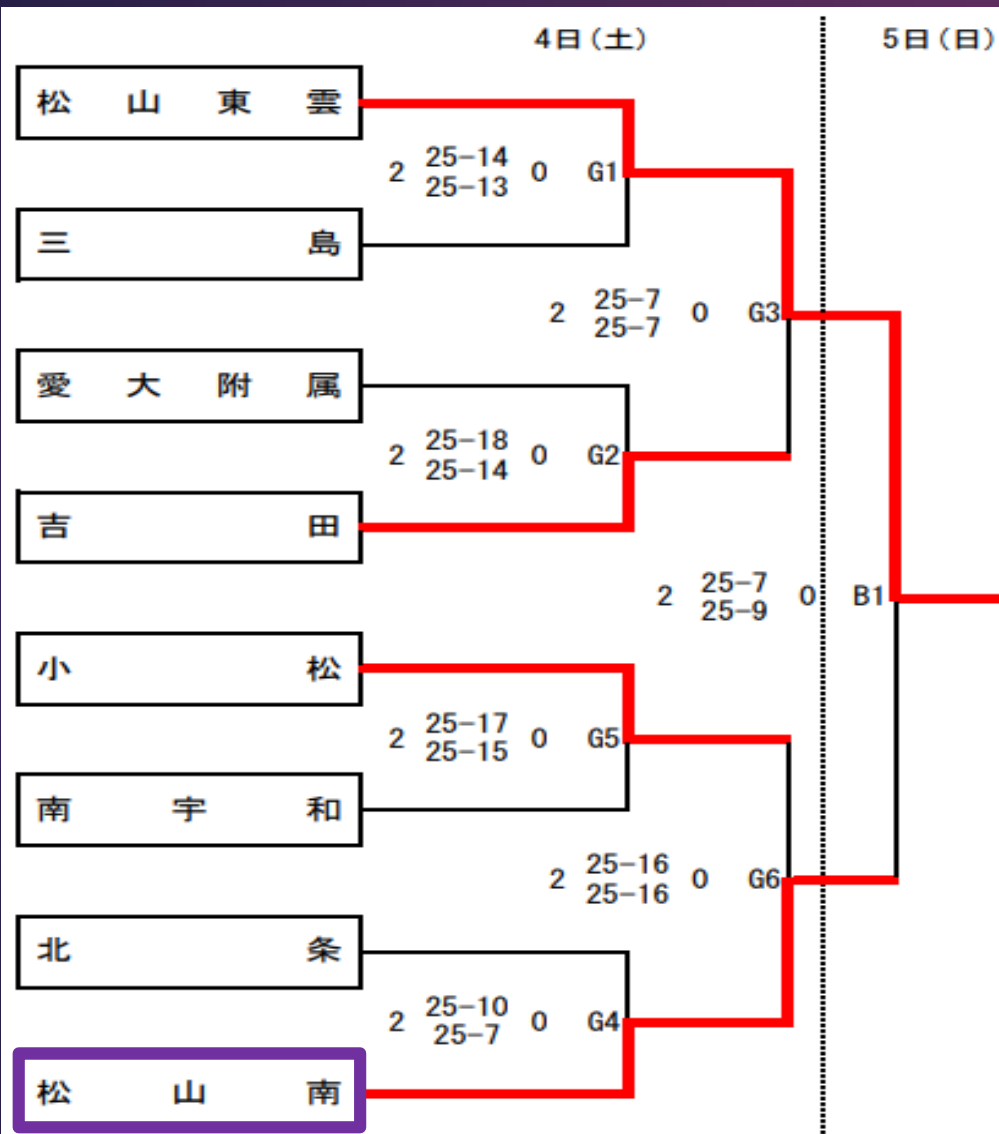 4日(土) 5日(日)
松山東雲
2 25-14 0 G1
25-13
三島
2 25-7 0 G3
25-7
愛大附属
2 25-18 0 G2
25-14
吉田
2 25-7 0 B1
25-9
小松
2 25-17 0 G5
25-15
南宇和
2 25-16 0 G6
25-16
北条
2 25-10 0 G4
25-7
松山南